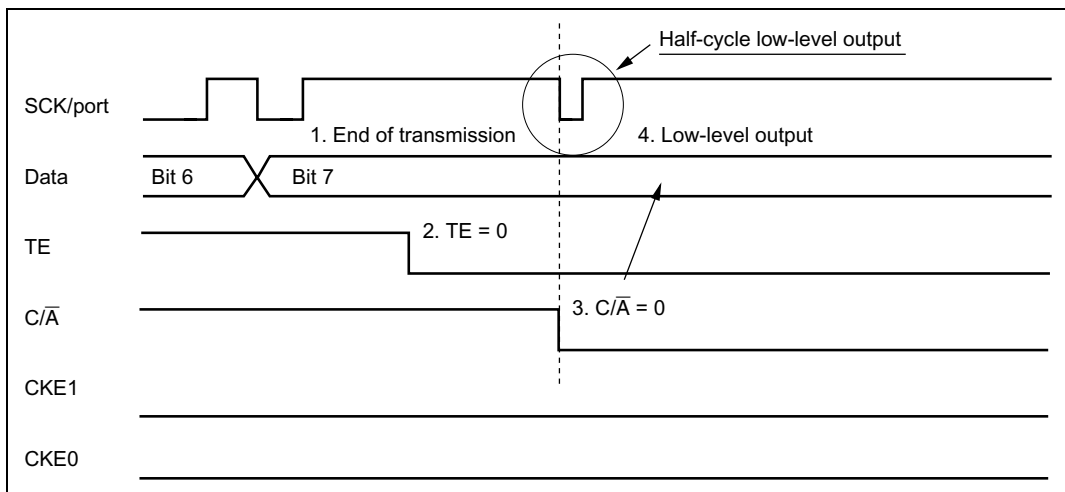 Half-cycle low-level output
SCK/port
1. End of transmission
4. Low-level output
Data
Bit 6
Bit 7
TE
2. TE = 0
C/A̅
3. C/A̅ = 0
CKE1
CKE0